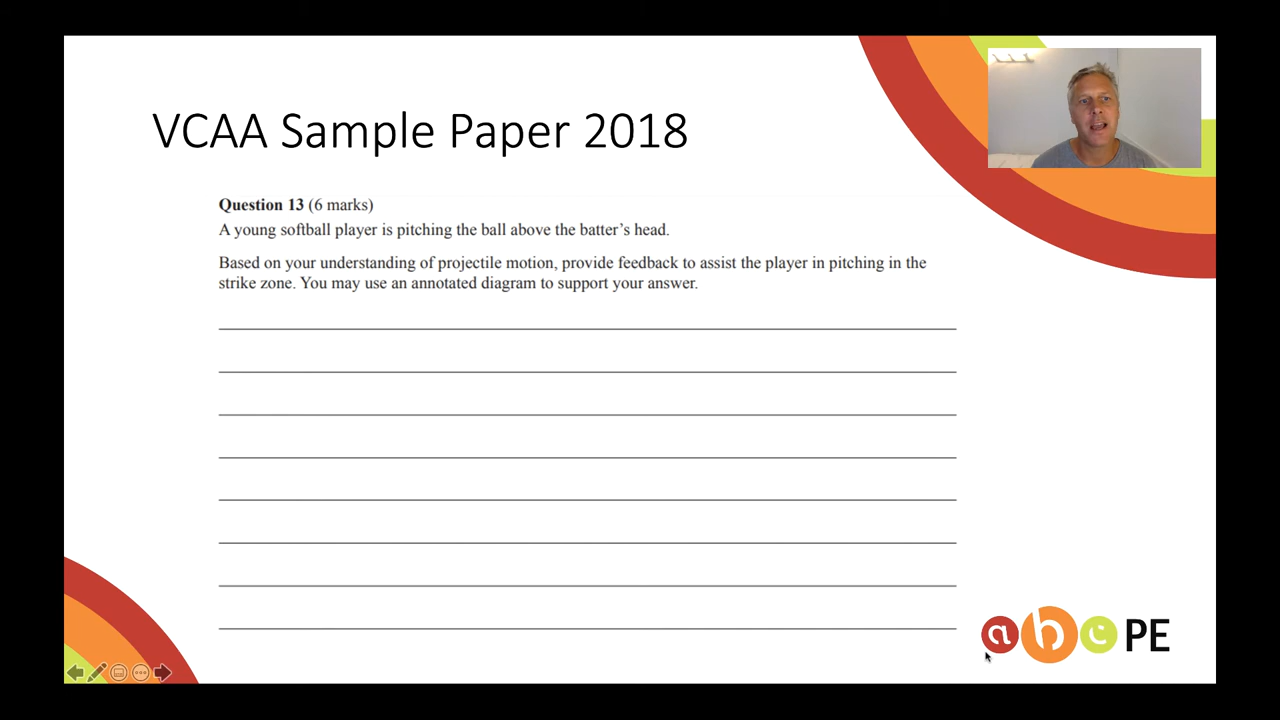 VCAA Sample Paper 2018
Question 13 (6 marks)
A young softball player is pitching the ball above the batter's head.
Based on your understanding of projectile motion, provide feedback to assist the player in pitching in the
strike zone. You may use an annotated diagram to support your answer.
a b c PE